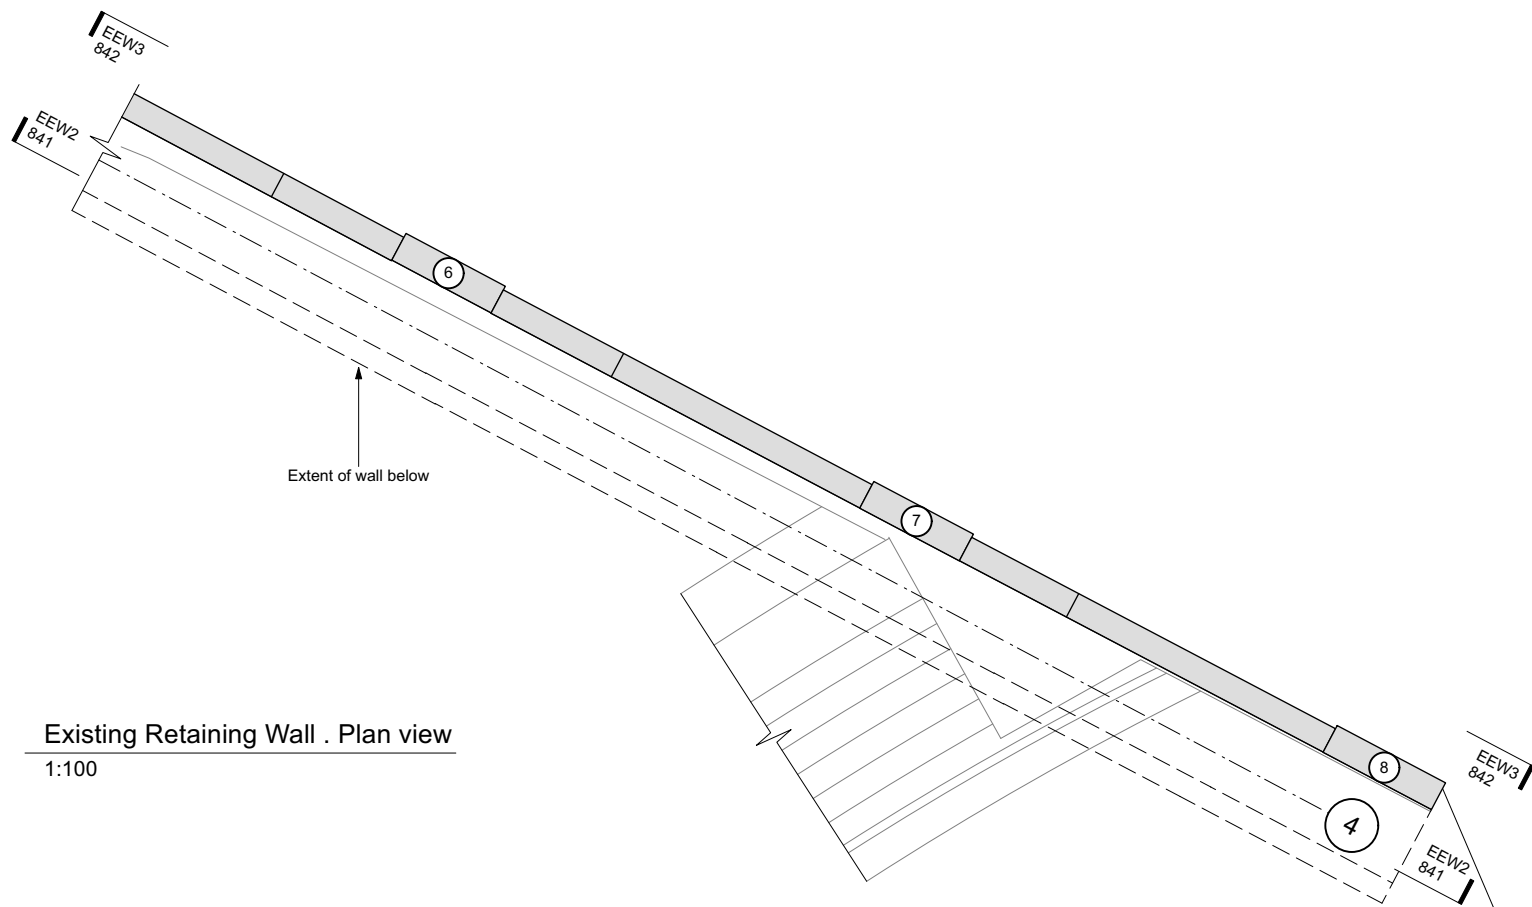 EEW3
842
EEW2
841
6
Extent of wall below
7
Existing Retaining Wall . Plan view
1:100
8
EEW3
842
4
EEW2
841